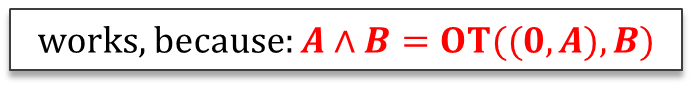 works, because: A ∧ B = OT((0, A), B)